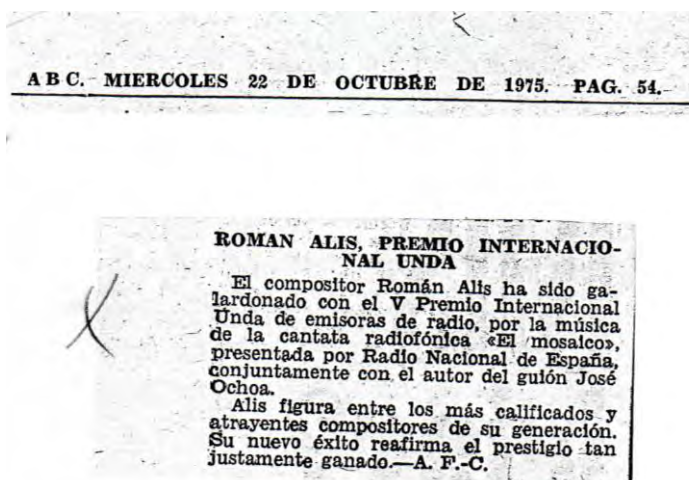 A B C. MIERCOLES 22 DE OCTUBRE DE 1975. PAG. 54.
ROMAN ALIS, PREMIO INTERNACIO-
NAL UNDA
El compositor Román Alis ha sido ga-
lardonado con el V Premio Internacional
Unda de emisoras de radio, por la música
de la cantata radiofónica «El mosaico»,
presentada por Radio Nacional de España,
conjuntamente con el autor del guión José
Ochoa.
Alis figura entre los más calificados y
atrayentes compositores de su generación.
Su nuevo éxito reafirma el prestigio tan
justamente ganado.—A. F.-C.